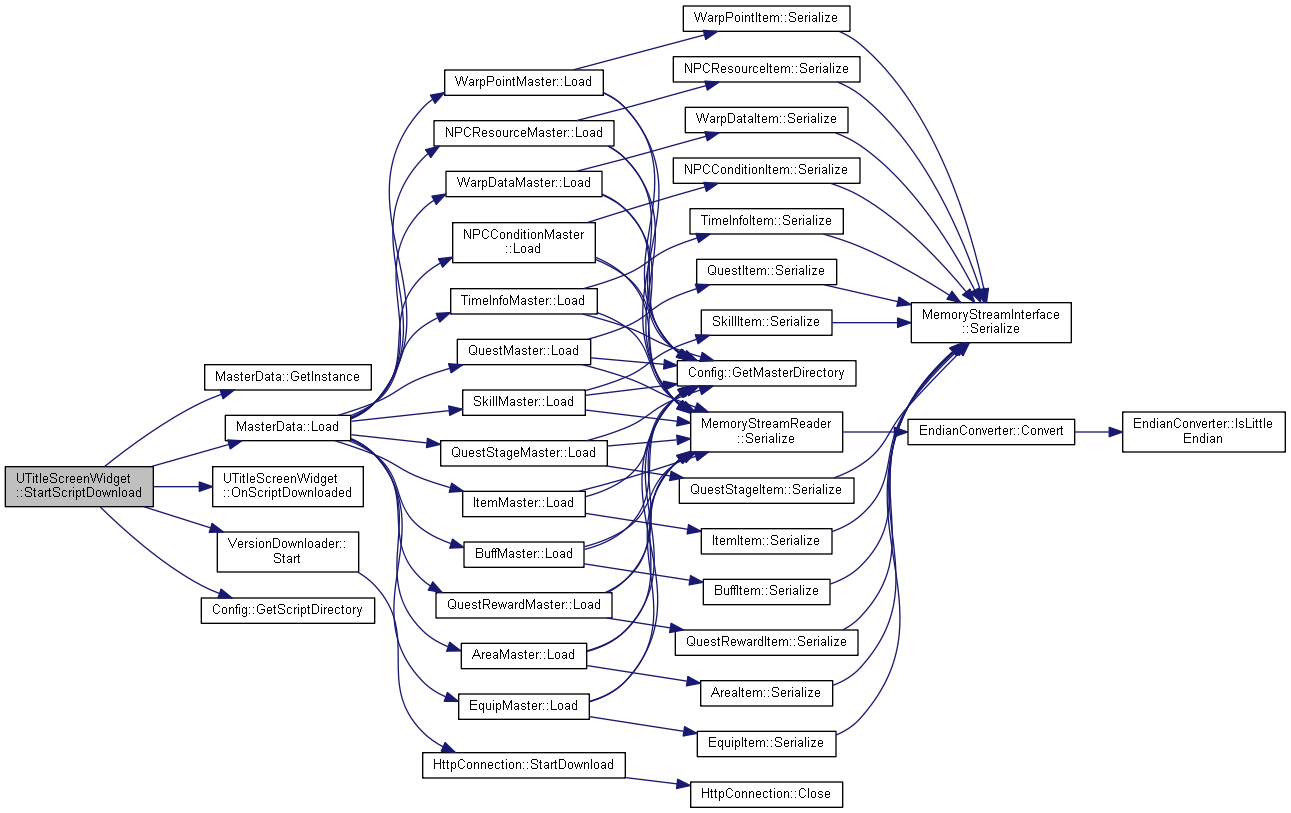 WarpPointItem::Serialize
WarpPointMaster::Load
NPCResourceItem::Serialize
NPCResourceMaster::Load
WarpDataItem::Serialize
WarpDataMaster::Load
NPCConditionItem::Serialize
NPCConditionMaster
::Load
TimeInfoItem::Serialize
TimeInfoMaster::Load
QuestItem::Serialize
MemoryStreamInterface
::Serialize
SkillItem::Serialize
QuestMaster::Load
Config::GetMasterDirectory
MasterData::GetInstance
SkillMaster::Load
MasterData::Load
MemoryStreamReader
::Serialize
EndianConverter::Convert
EndianConverter::IsLittle
Endian
QuestStageMaster::Load
UTitleScreenWidget
::StartScriptDownload
UTitleScreenWidget
::OnScriptDownloaded
QuestStageItem::Serialize
ItemMaster::Load
ItemItem::Serialize
VersionDownloader::
Start
BuffMaster::Load
BuffItem::Serialize
Config::GetScriptDirectory
QuestRewardMaster::Load
QuestRewardItem::Serialize
AreaMaster::Load
AreaItem::Serialize
EquipMaster::Load
EquipItem::Serialize
HttpConnection::StartDownload
HttpConnection::Close